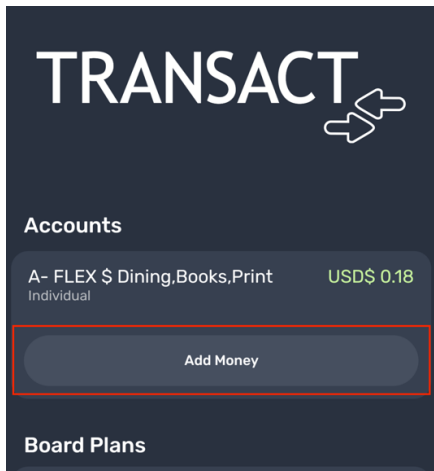 TRANSACT
Accounts
A- FLEX $ Dining,Books,Print USD$ 0.18
Individual
Add Money
Board Plans